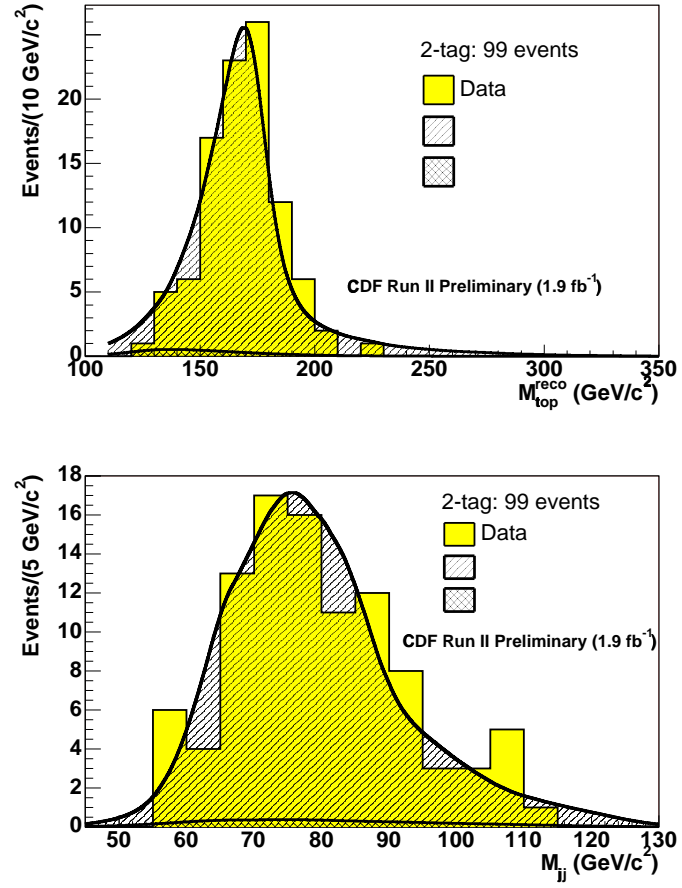 Events/(10 GeV/c²)
20
15
10
5
0
2-tag: 99 events
Data
CDF Run II Preliminary (1.9 fb⁻¹)
100 150 200 250 300 350
M_top^reco (GeV/c²)
Events/(5 GeV/c²)
18
16
14
12
10
8
6
4
2
0
2-tag: 99 events
Data
CDF Run II Preliminary (1.9 fb⁻¹)
50 60 70 80 90 100 110 120 130
M_jj (GeV/c²)